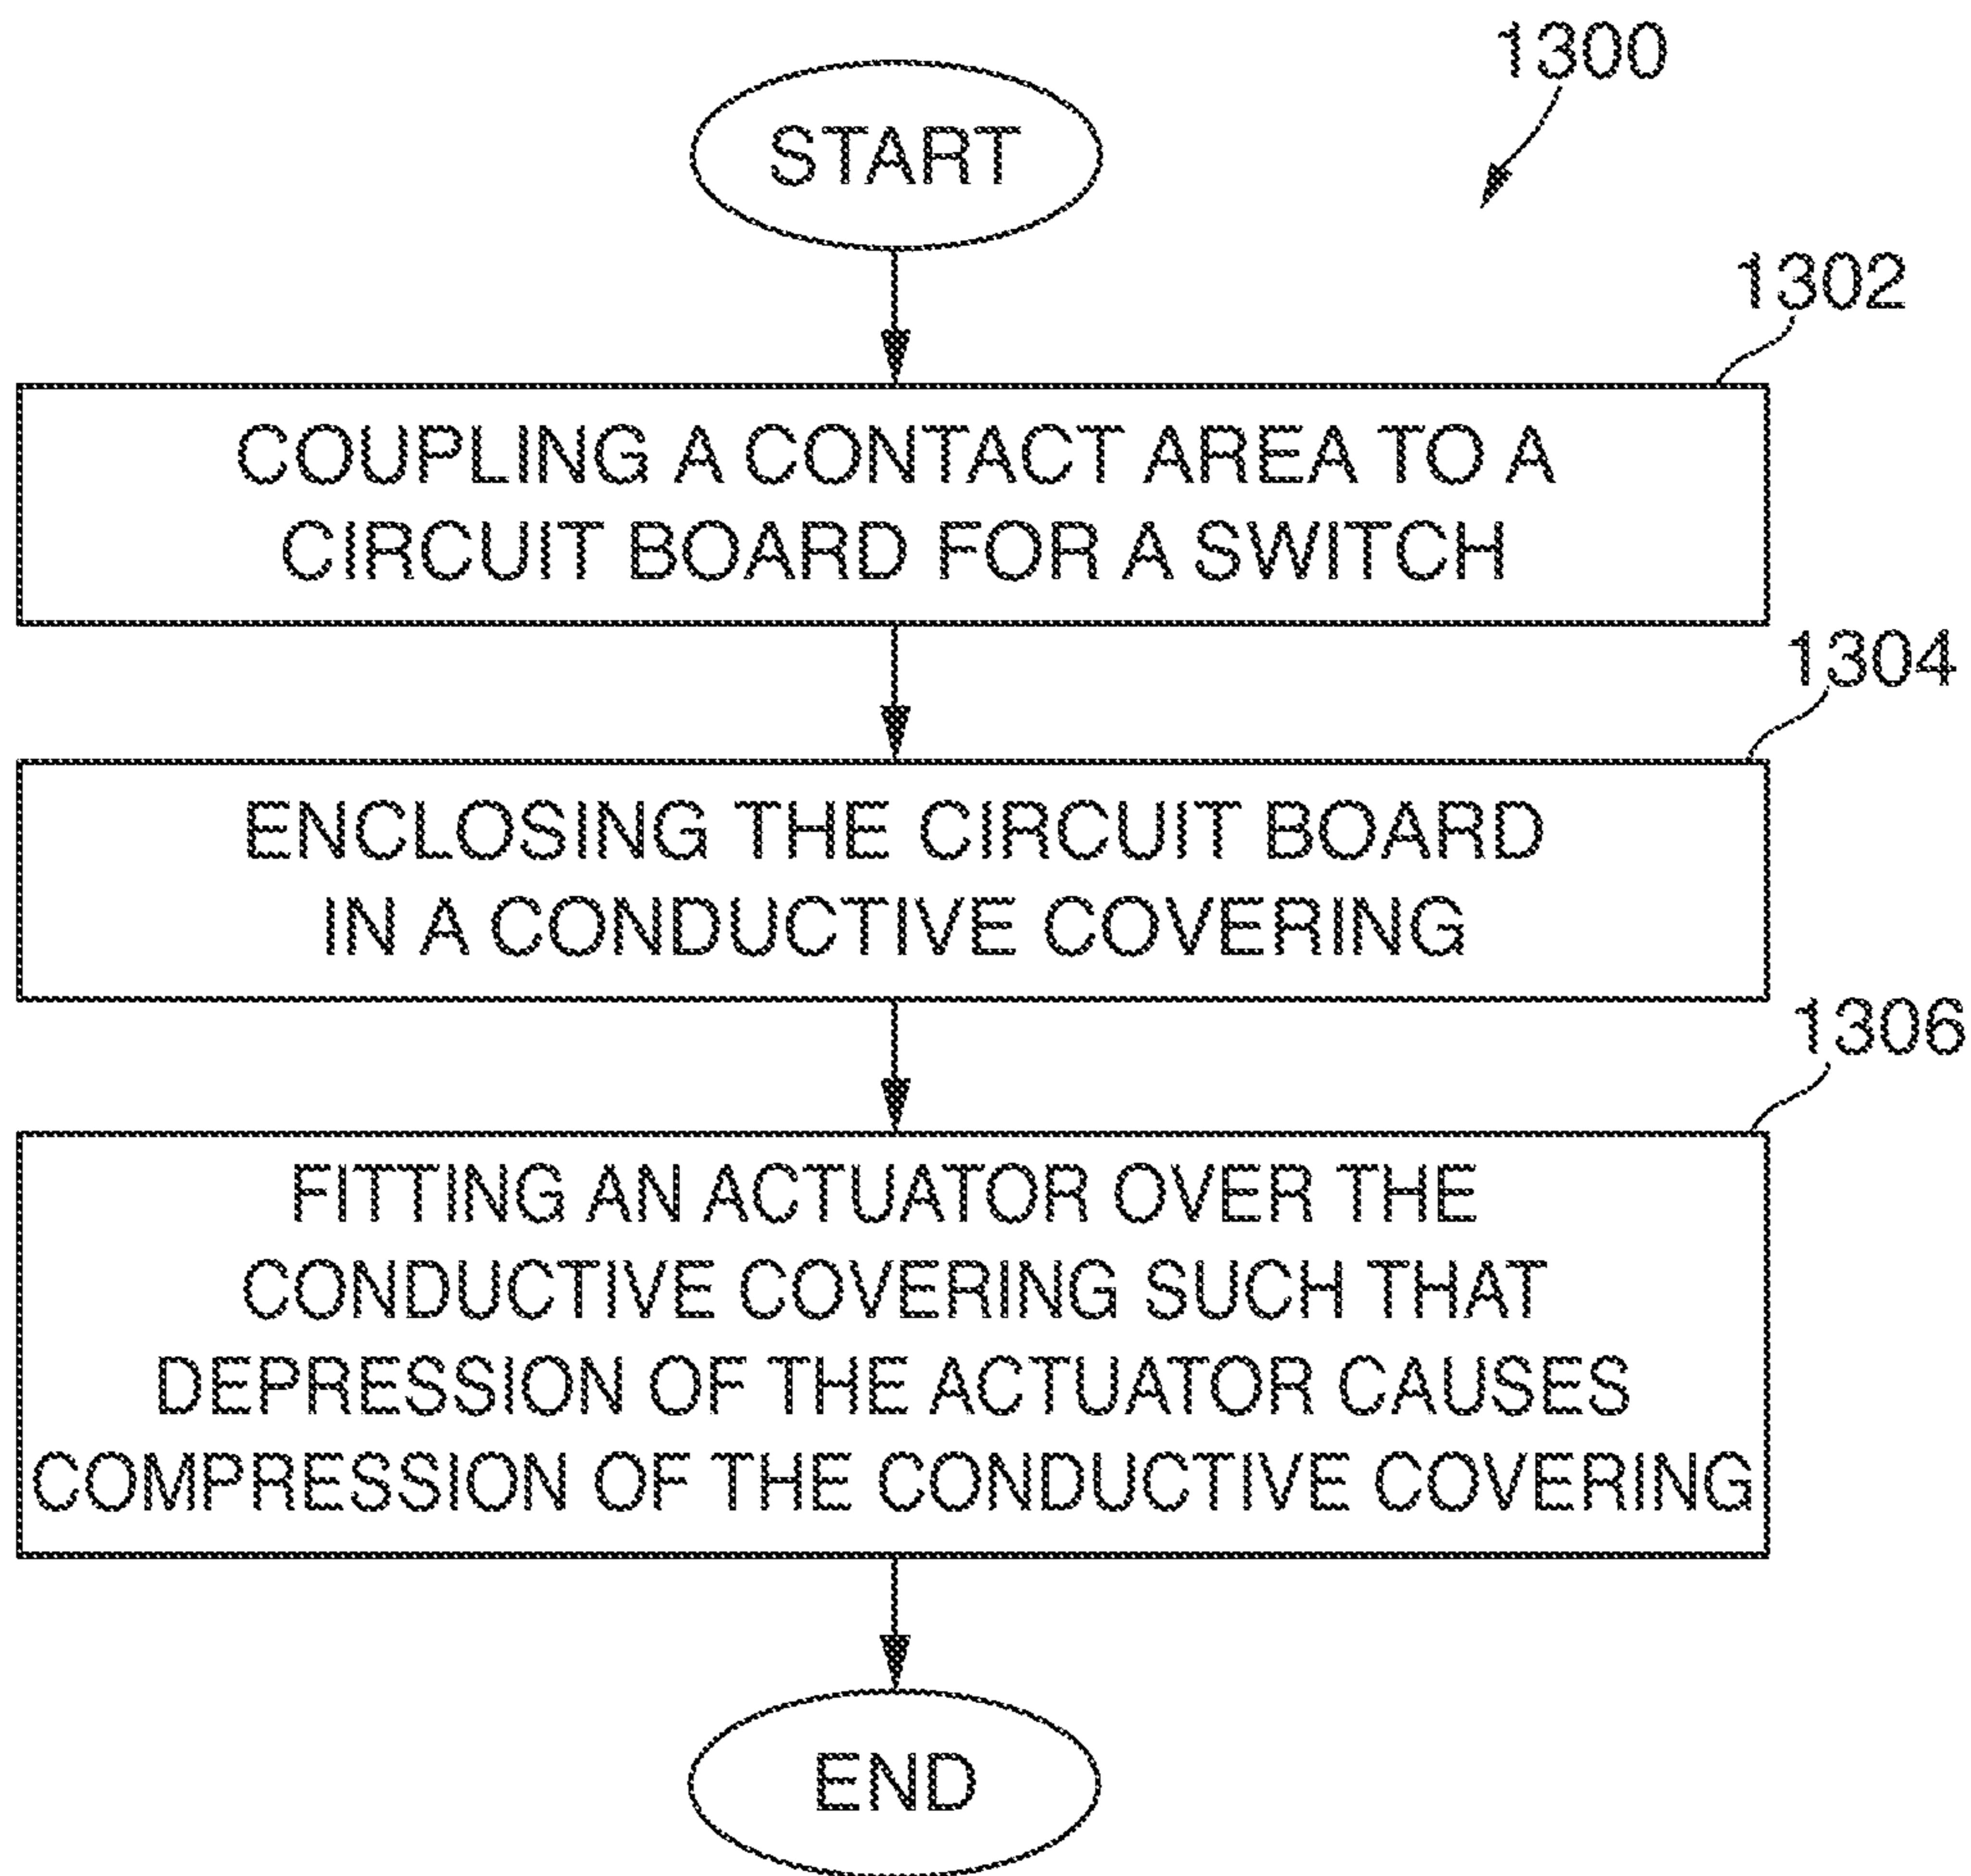 1300
START
1302
COUPLING A CONTACT AREA TO A
CIRCUIT BOARD FOR A SWITCH
1304
ENCLOSING THE CIRCUIT BOARD
IN A CONDUCTIVE COVERING
1306
FITTING AN ACTUATOR OVER THE
CONDUCTIVE COVERING SUCH THAT
DEPRESSION OF THE ACTUATOR CAUSES
COMPRESSION OF THE CONDUCTIVE COVERING
END